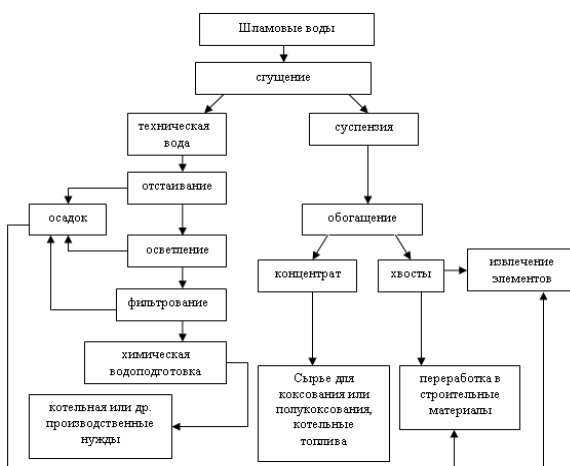 Шламовые воды
сгущение
техническая
вода
суспензия
отстаивание
осадок
обогащение
осветление
концентрат
хвосты
извлечение
элементов
фильтрование
химическая
водоподготовка
Сырье для
коксования или
полукоксования,
котельные
топлива
переработка в
строительные
материалы
котельная или др.
производственные
нужды